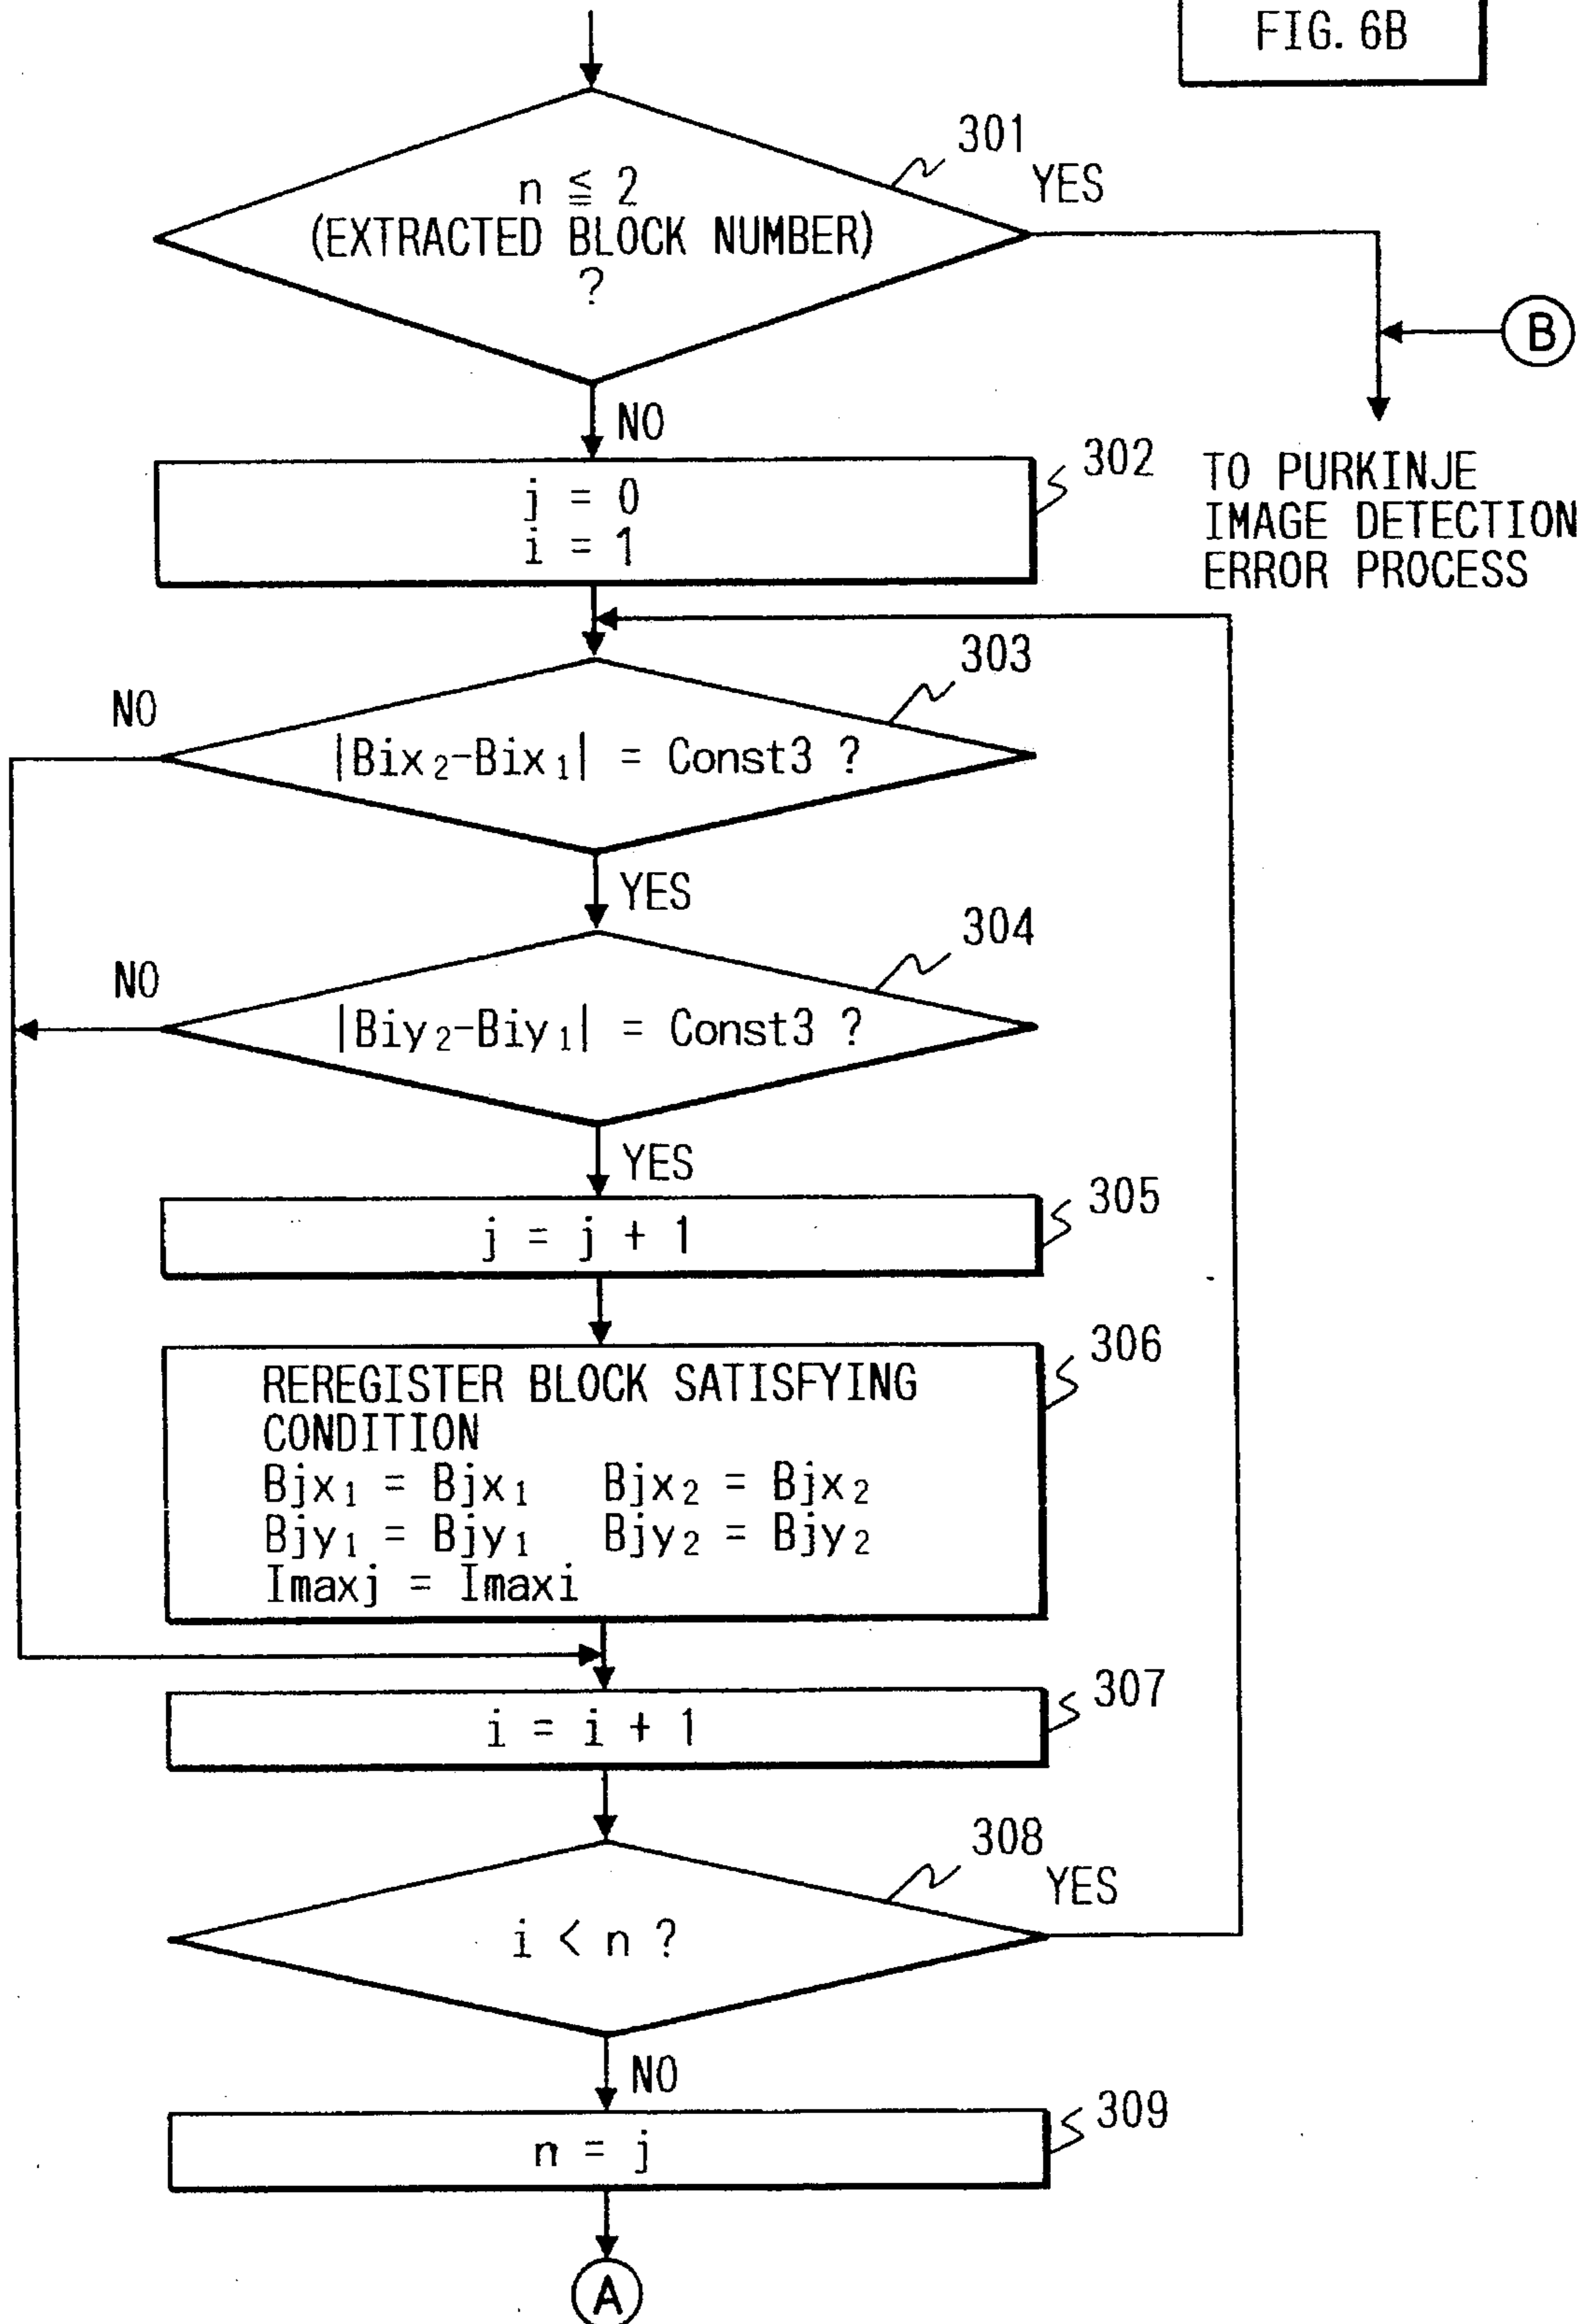 FIG. 6B
301
YES
n ≦ 2
(EXTRACTED BLOCK NUMBER)
?
B
NO
302
j = 0
i = 1
TO PURKINJE
IMAGE DETECTION
ERROR PROCESS
303
NO
|Bix₂-Bix₁| = Const3 ?
YES
304
NO
|Biy₂-Biy₁| = Const3 ?
YES
305
j = j + 1
306
REREGISTER BLOCK SATISFYING
CONDITION
Bjx₁ = Bjx₁ Bjx₂ = Bjx₂
Bjy₁ = Bjy₁ Bjy₂ = Bjy₂
Imaxj = Imaxi
307
i = i + 1
308
YES
i < n ?
NO
309
n = j
A